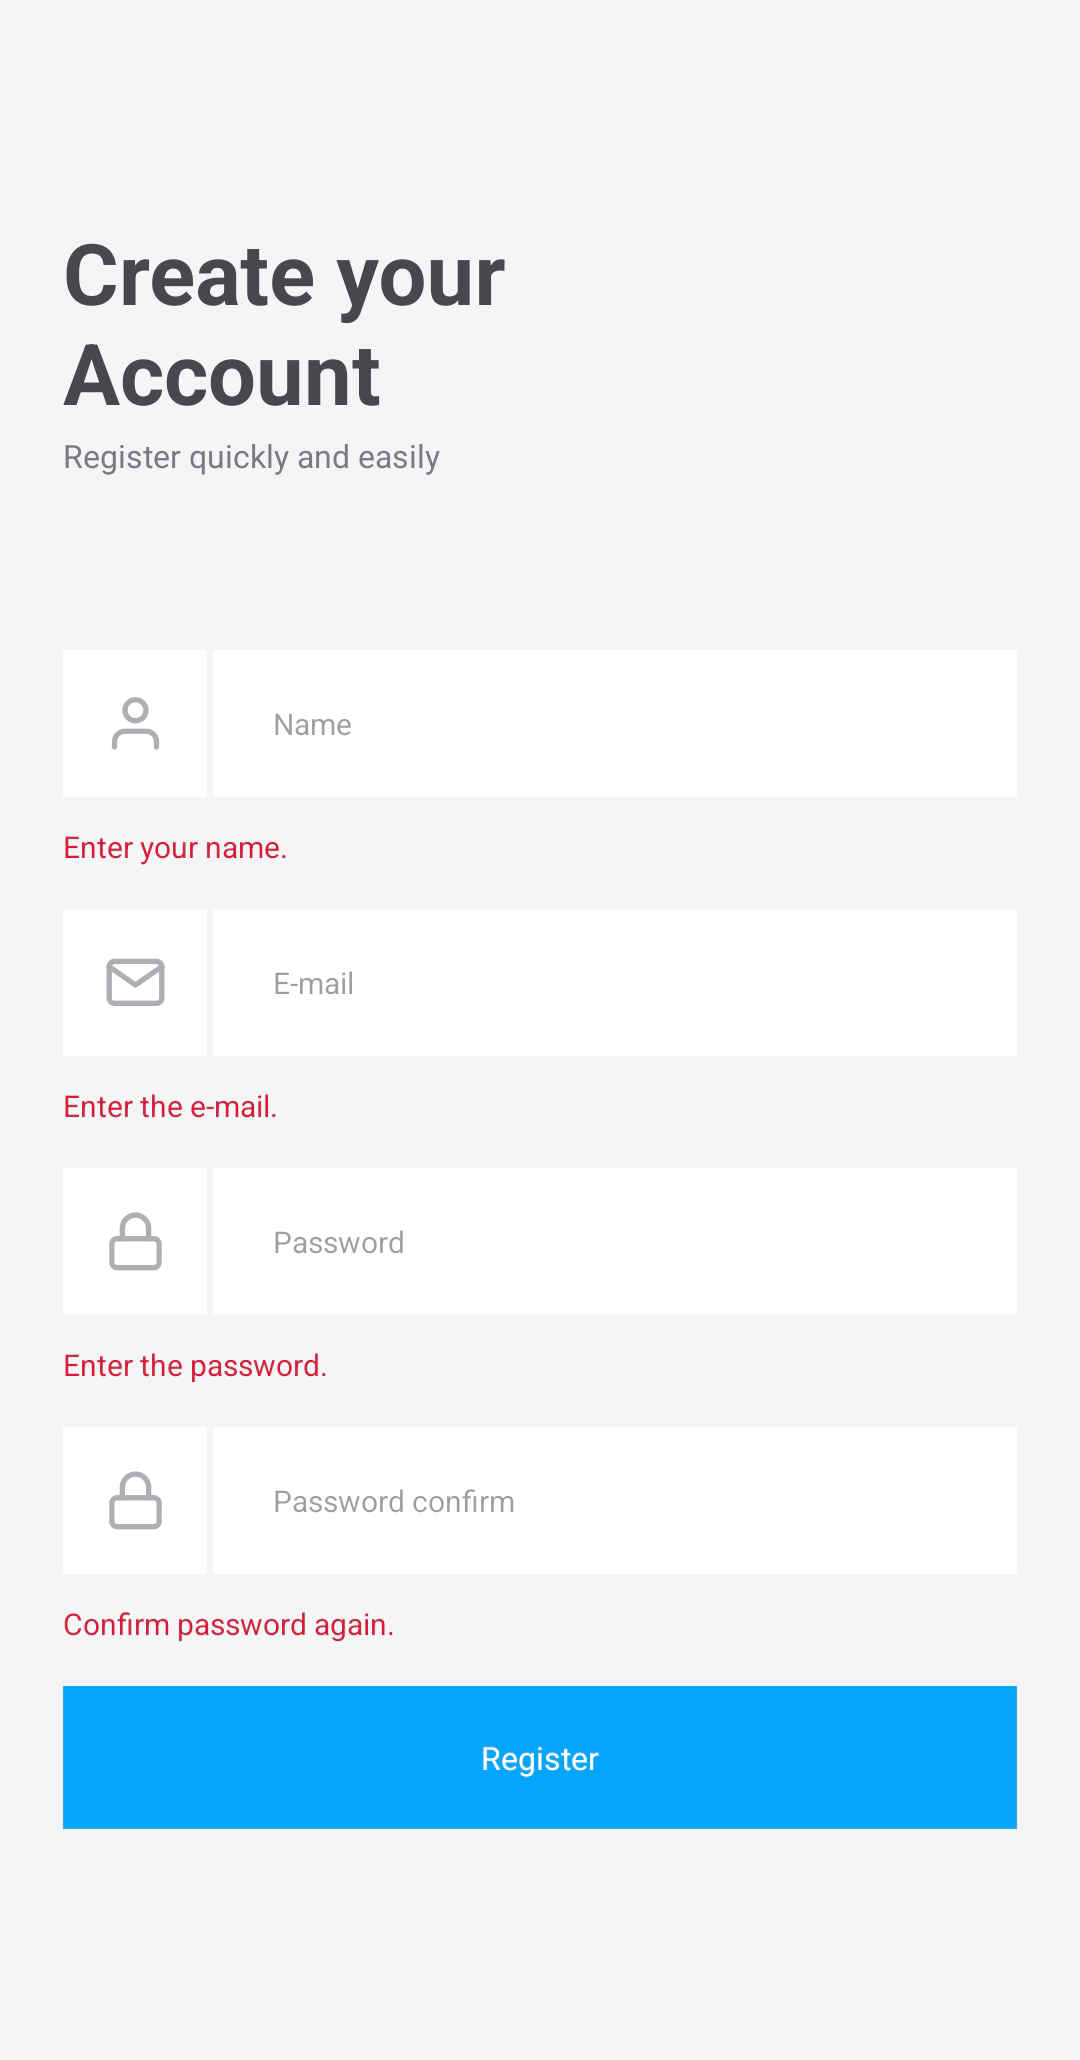 Create your
Account
Register quickly and easily
Name
Enter your name.
E-mail
Enter the e-mail.
Password
Enter the password.
Password confirm
Confirm password again.
Register